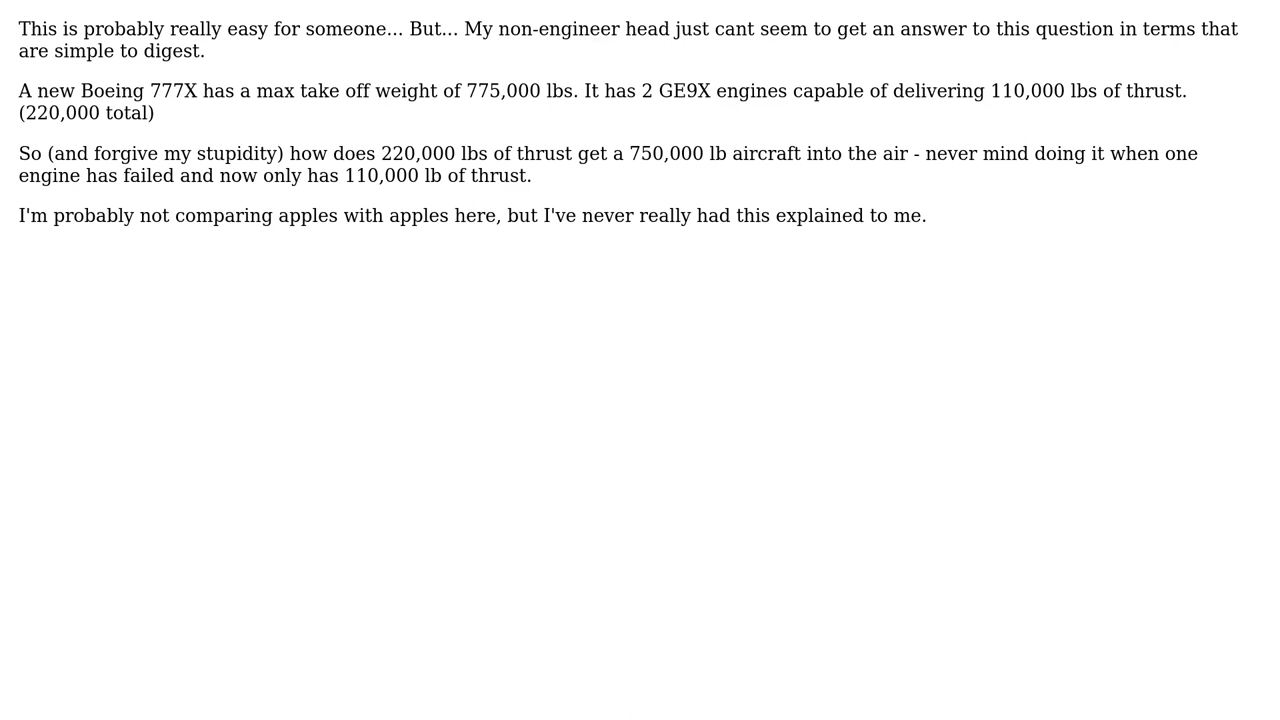 This is probably really easy for someone... But... My non-engineer head just cant seem to get an answer to this question in terms that
are simple to digest.
A new Boeing 777X has a max take off weight of 775,000 lbs. It has 2 GE9X engines capable of delivering 110,000 lbs of thrust.
(220,000 total)
So (and forgive my stupidity) how does 220,000 lbs of thrust get a 750,000 lb aircraft into the air - never mind doing it when one
engine has failed and now only has 110,000 lb of thrust.
I'm probably not comparing apples with apples here, but I've never really had this explained to me.